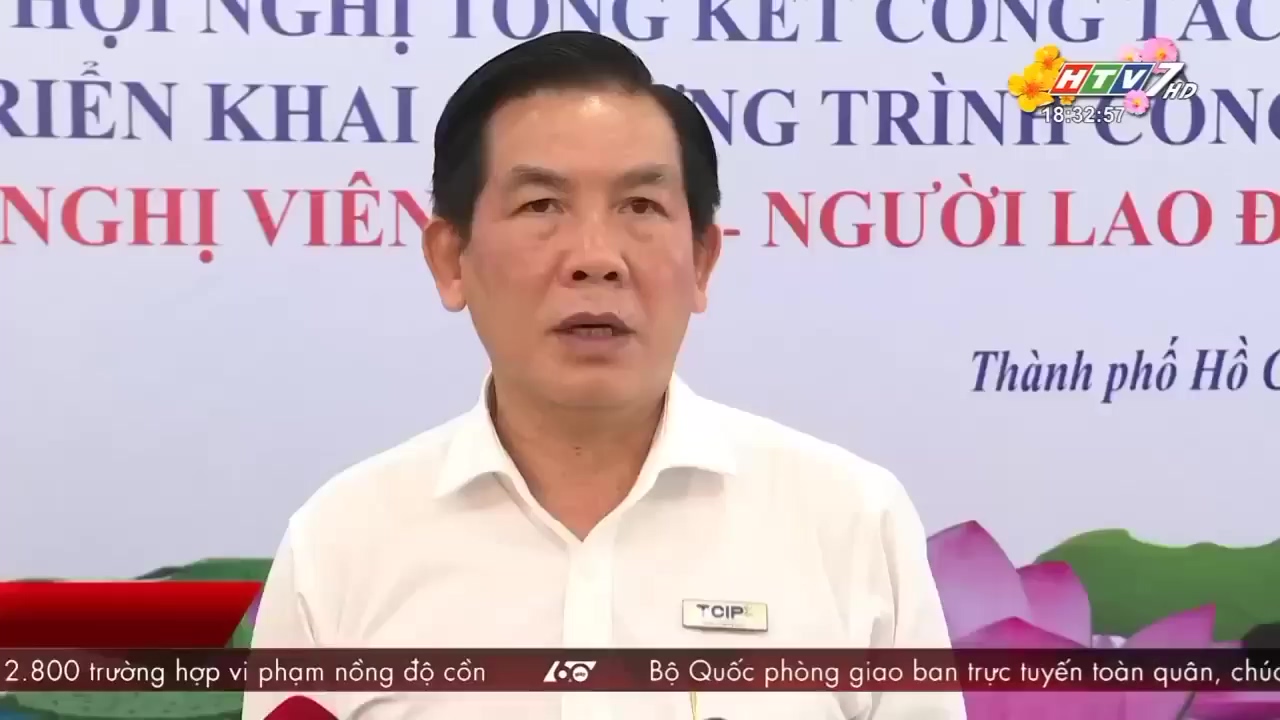 HỘI NGHỊ TỔNG KẾT CÔNG TÁC
HTV7 HD
18:32:57
RIỂN KHAI NG TRÌNH CÔNG
NGHỊ VIÊN - NGƯỜI LAO Đ
Thành phố Hồ C
TCIP
2.800 trường hợp vi phạm nồng độ cồn 60 Bộ Quốc phòng giao ban trực tuyến toàn quân, chúc